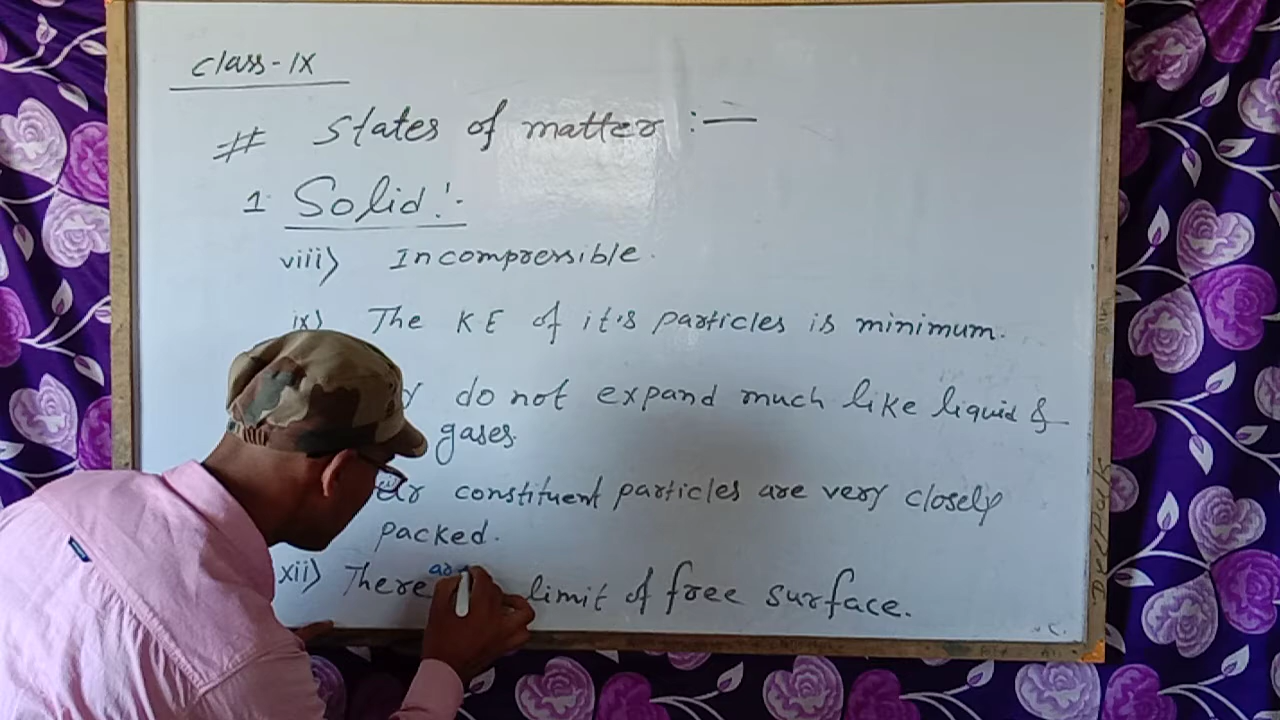 class-IX
# States of matter :—
1. Solid :-
viii) Incompressible.
ix) The KE of it's particles is minimum.
do not expand much like liquid &
gases.
constituent particles are very closely
packed.
xii) There limit of free surface.
Deepak